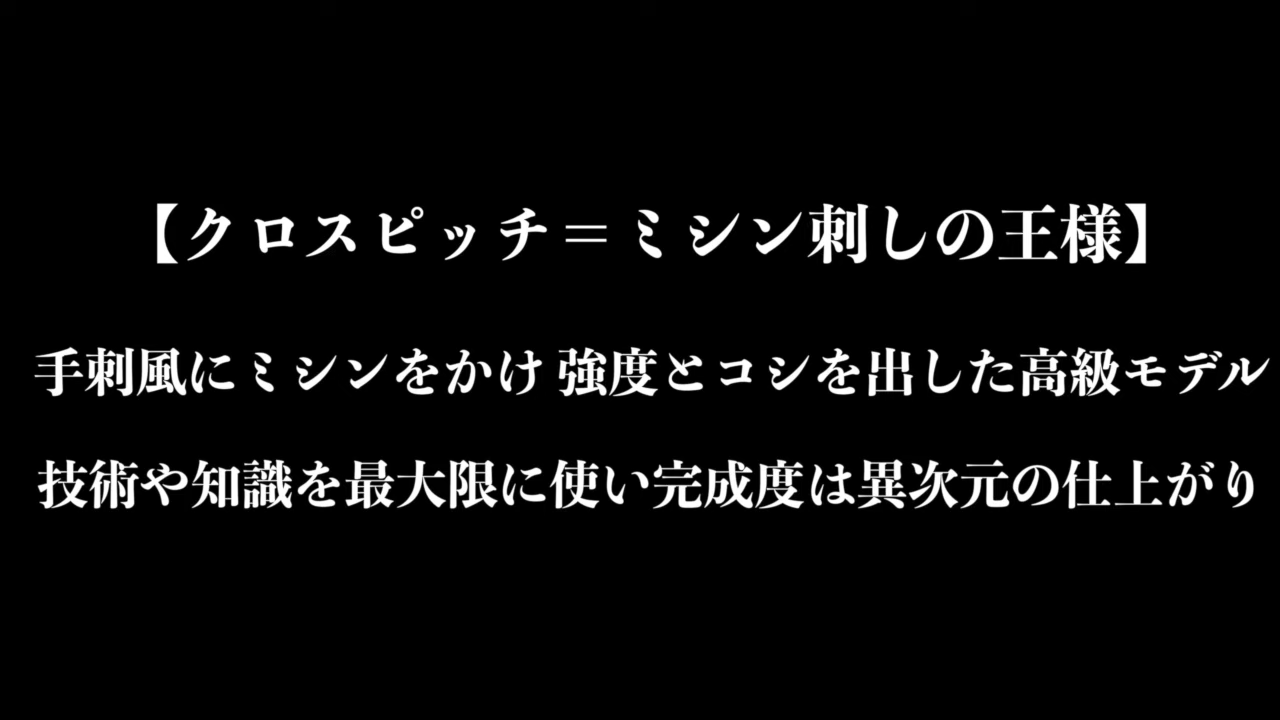 【クロスピッチ＝ミシン刺しの王様】
手刺風にミシンをかけ 強度とコシを出した高級モデル
技術や知識を最大限に使い完成度は異次元の仕上がり